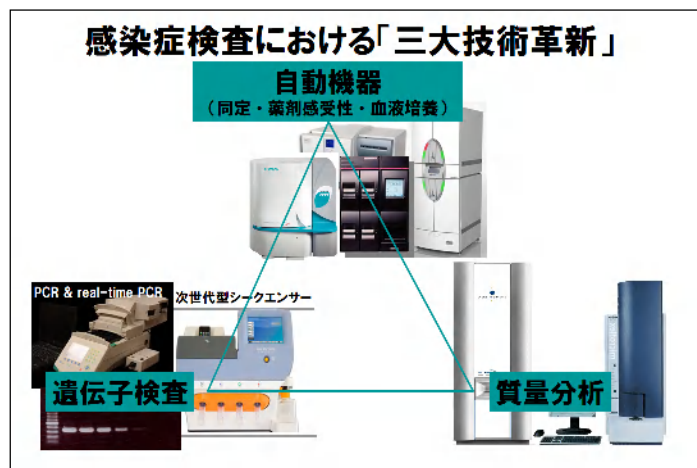 感染症検査における「三大技術革新」
自動機器
（同定・薬剤感受性・血液培養）
PCR & real-time PCR
次世代型シークエンサー
遺伝子検査
質量分析